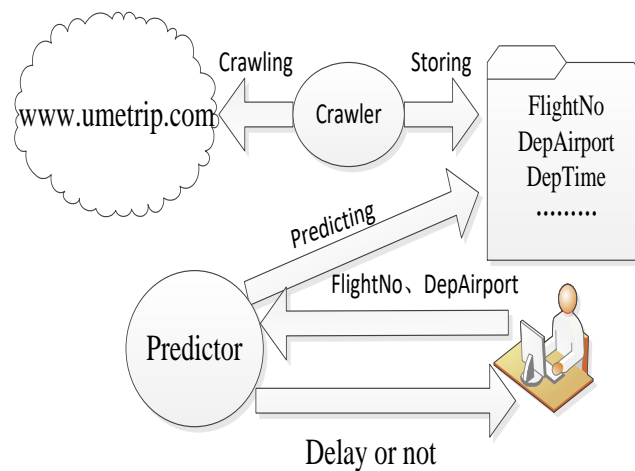 Crawling
Storing
www.umetrip.com
Crawler
FlightNo
DepAirport
DepTime
.........
Predicting
FlightNo、DepAirport
Predictor
Delay or not